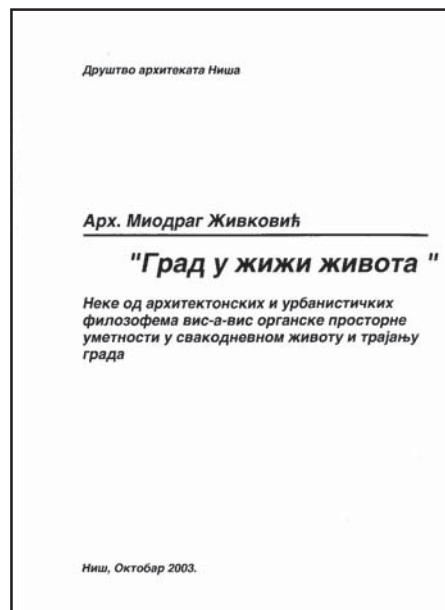 Друштво архитеката Ниша
Арх. Миодраг Живковић
"Град у жижи живота "
Неке од архитектонских и урбанистичких
филозофема вис-а-вис органске просторне
уметности у свакодневном животу и трајању
града
Ниш, Октобар 2003.